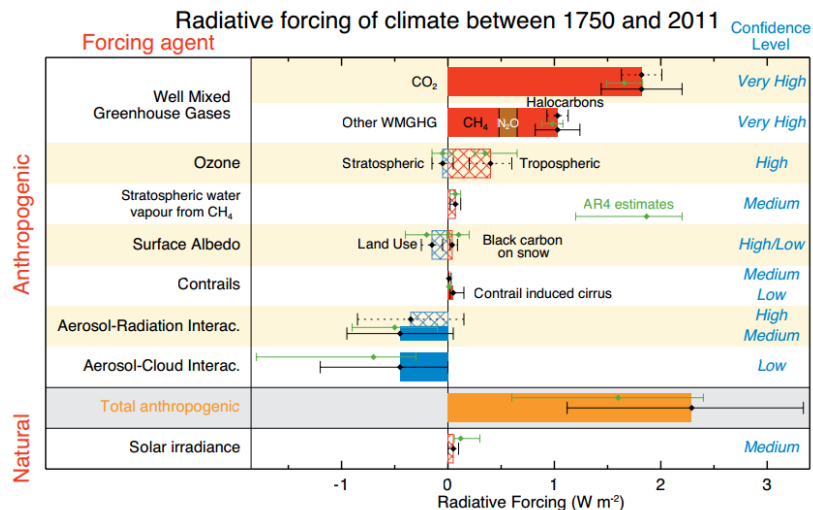 Radiative forcing of climate between 1750 and 2011
Forcing agent
Confidence
Level
Anthropogenic
Well Mixed
Greenhouse Gases
CO₂
Very High
Other WMGHG
CH₄
N₂O
Halocarbons
Very High
Ozone
Stratospheric
Tropospheric
High
Stratospheric water
vapour from CH₄
AR4 estimates
Medium
Surface Albedo
Land Use
Black carbon
on snow
High/Low
Contrails
Contrail induced cirrus
Medium
Low
Aerosol-Radiation Interac.
High
Medium
Aerosol-Cloud Interac.
Low
Total anthropogenic
Natural
Solar irradiance
Medium
-1 0 1 2 3
Radiative Forcing (W m⁻²)